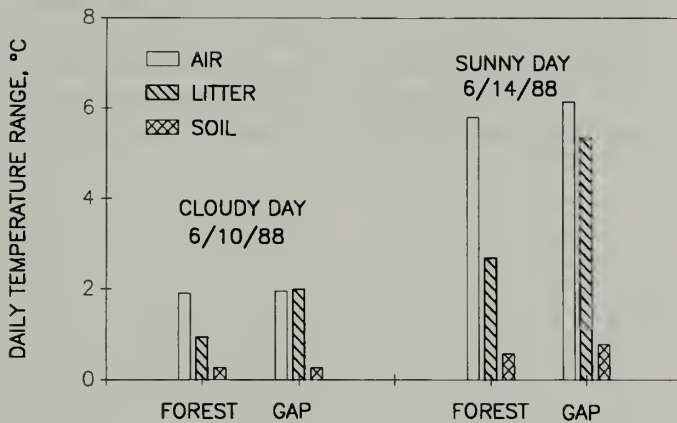 DAILY TEMPERATURE RANGE, °C
8
6
4
2
0
AIR
LITTER
SOIL
CLOUDY DAY
6/10/88
SUNNY DAY
6/14/88
FOREST GAP FOREST GAP